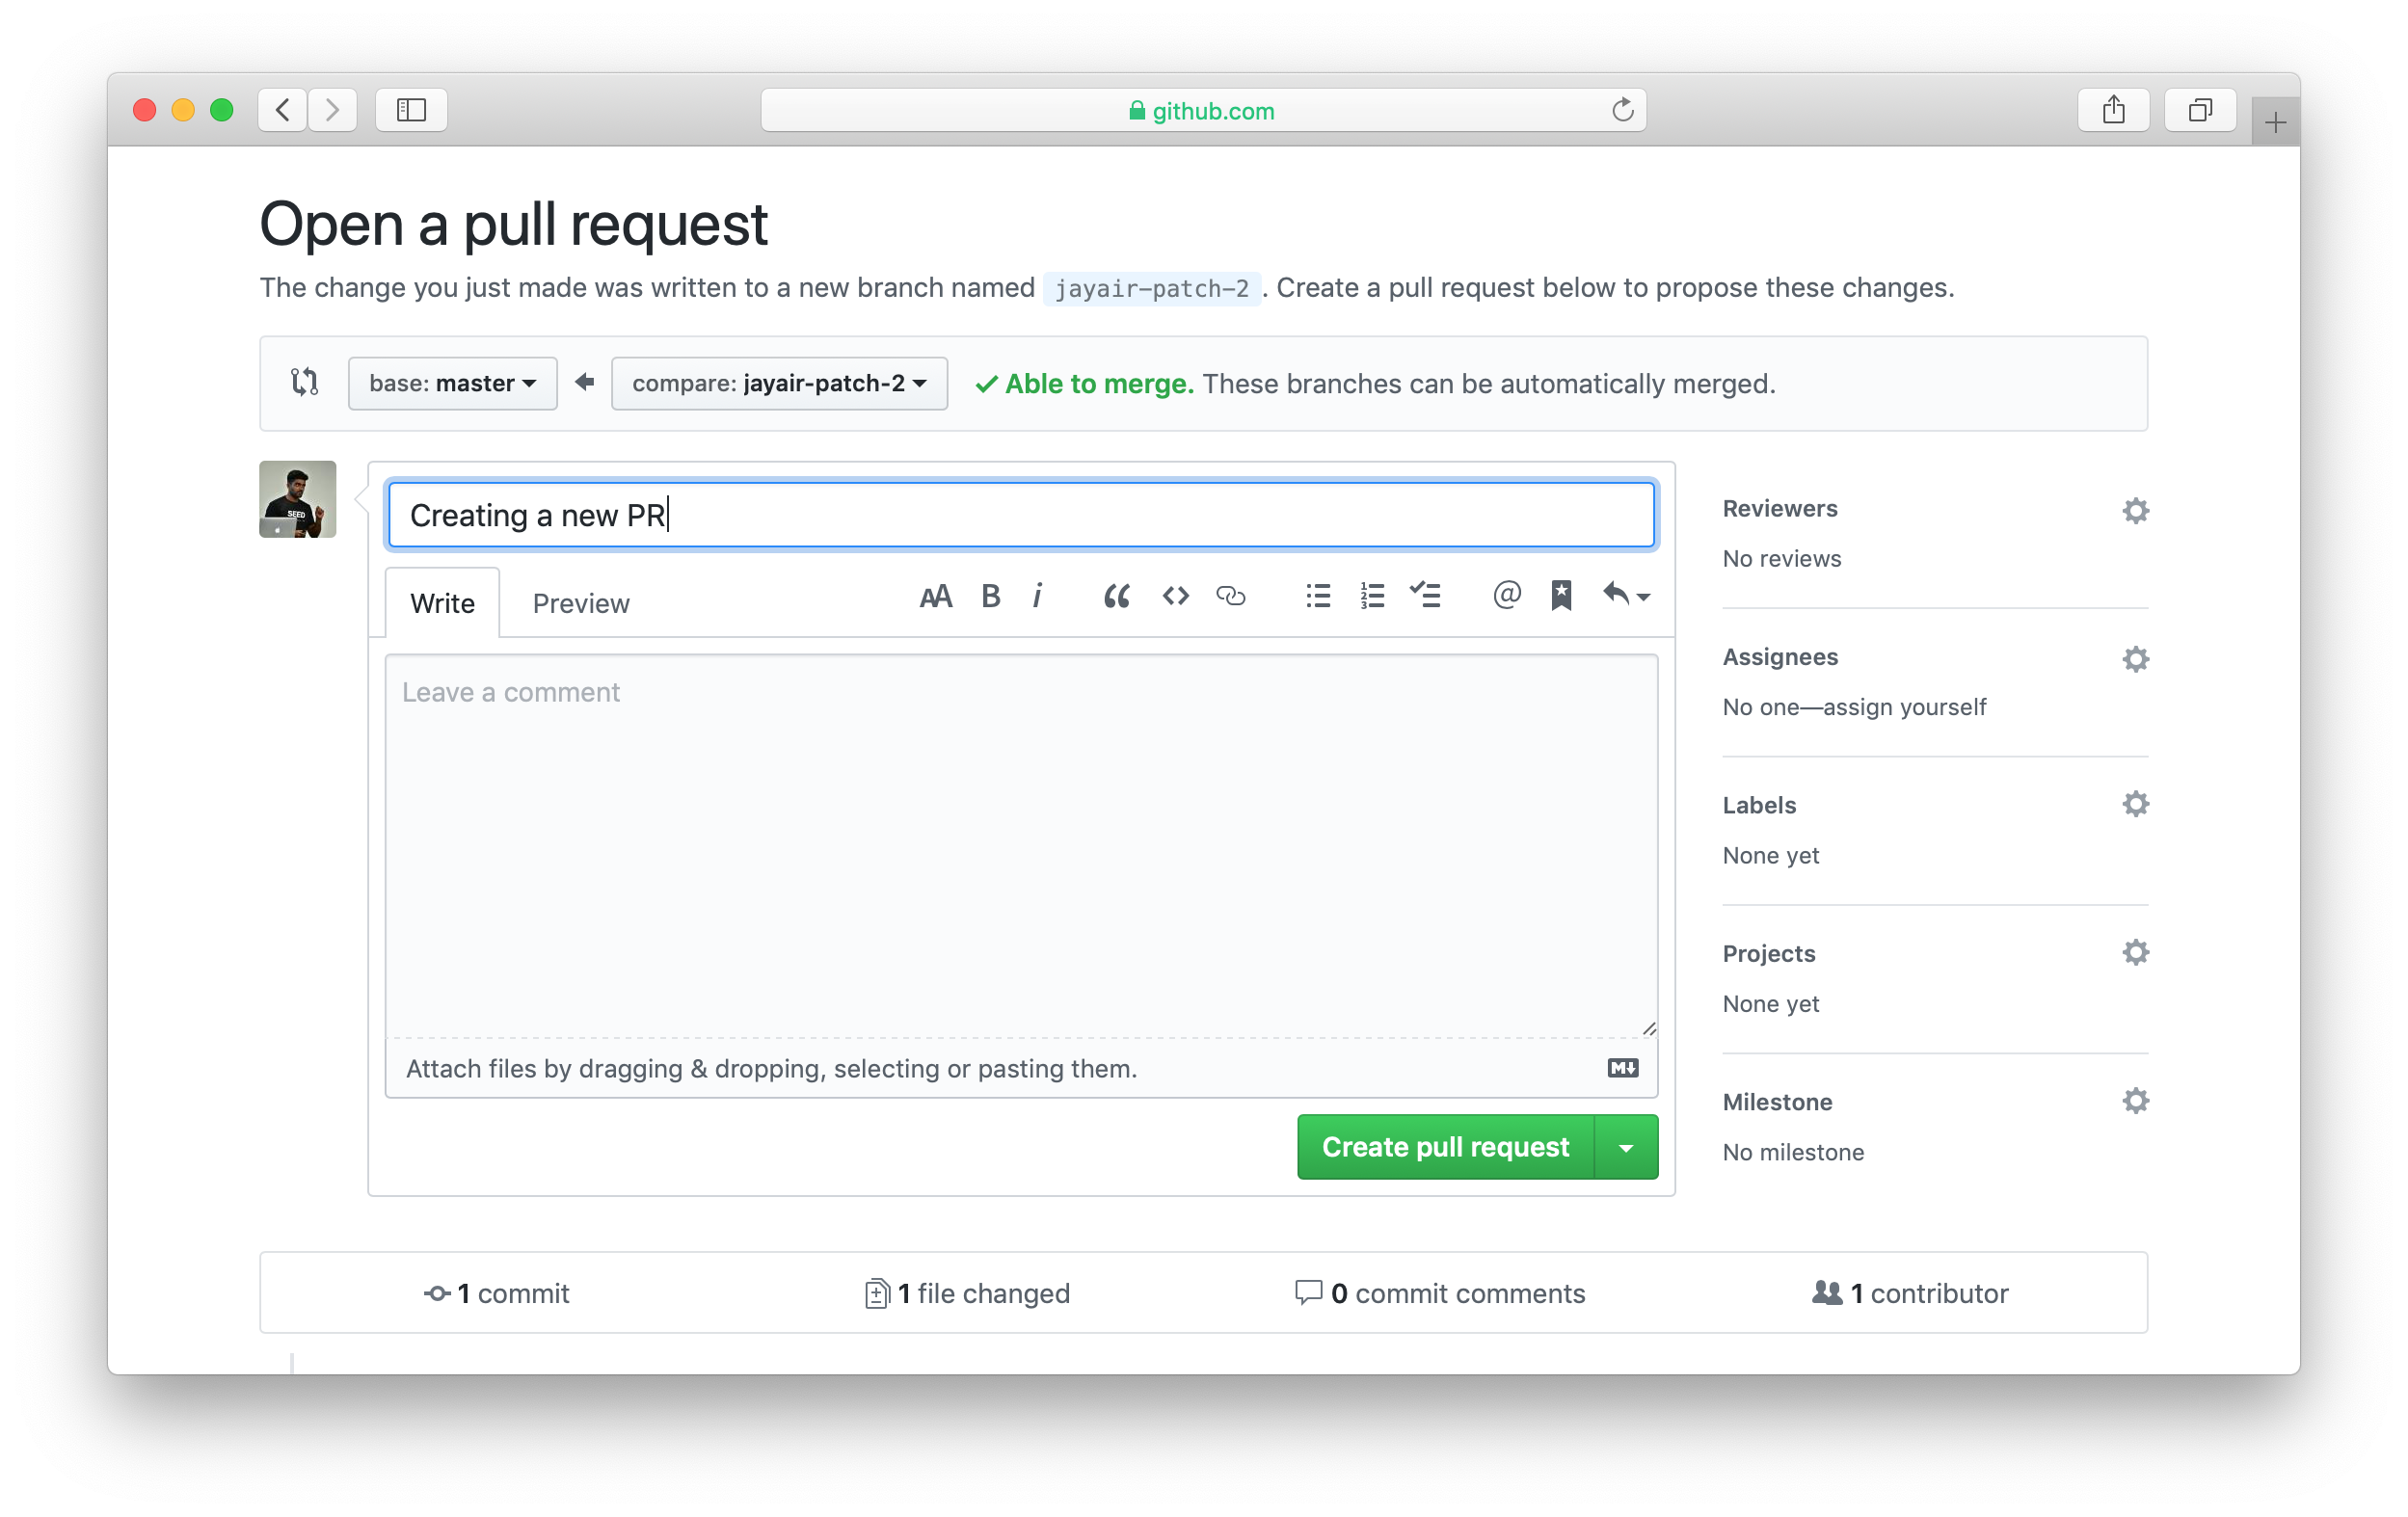 github.com
Open a pull request
The change you just made was written to a new branch named jayair-patch-2. Create a pull request below to propose these changes.
base: master
compare: jayair-patch-2
Able to merge. These branches can be automatically merged.
SEED
Creating a new PR
Write
Preview
Leave a comment
Attach files by dragging & dropping, selecting or pasting them.
Create pull request
Reviewers
No reviews
Assignees
No one—assign yourself
Labels
None yet
Projects
None yet
Milestone
No milestone
1 commit
1 file changed
0 commit comments
1 contributor